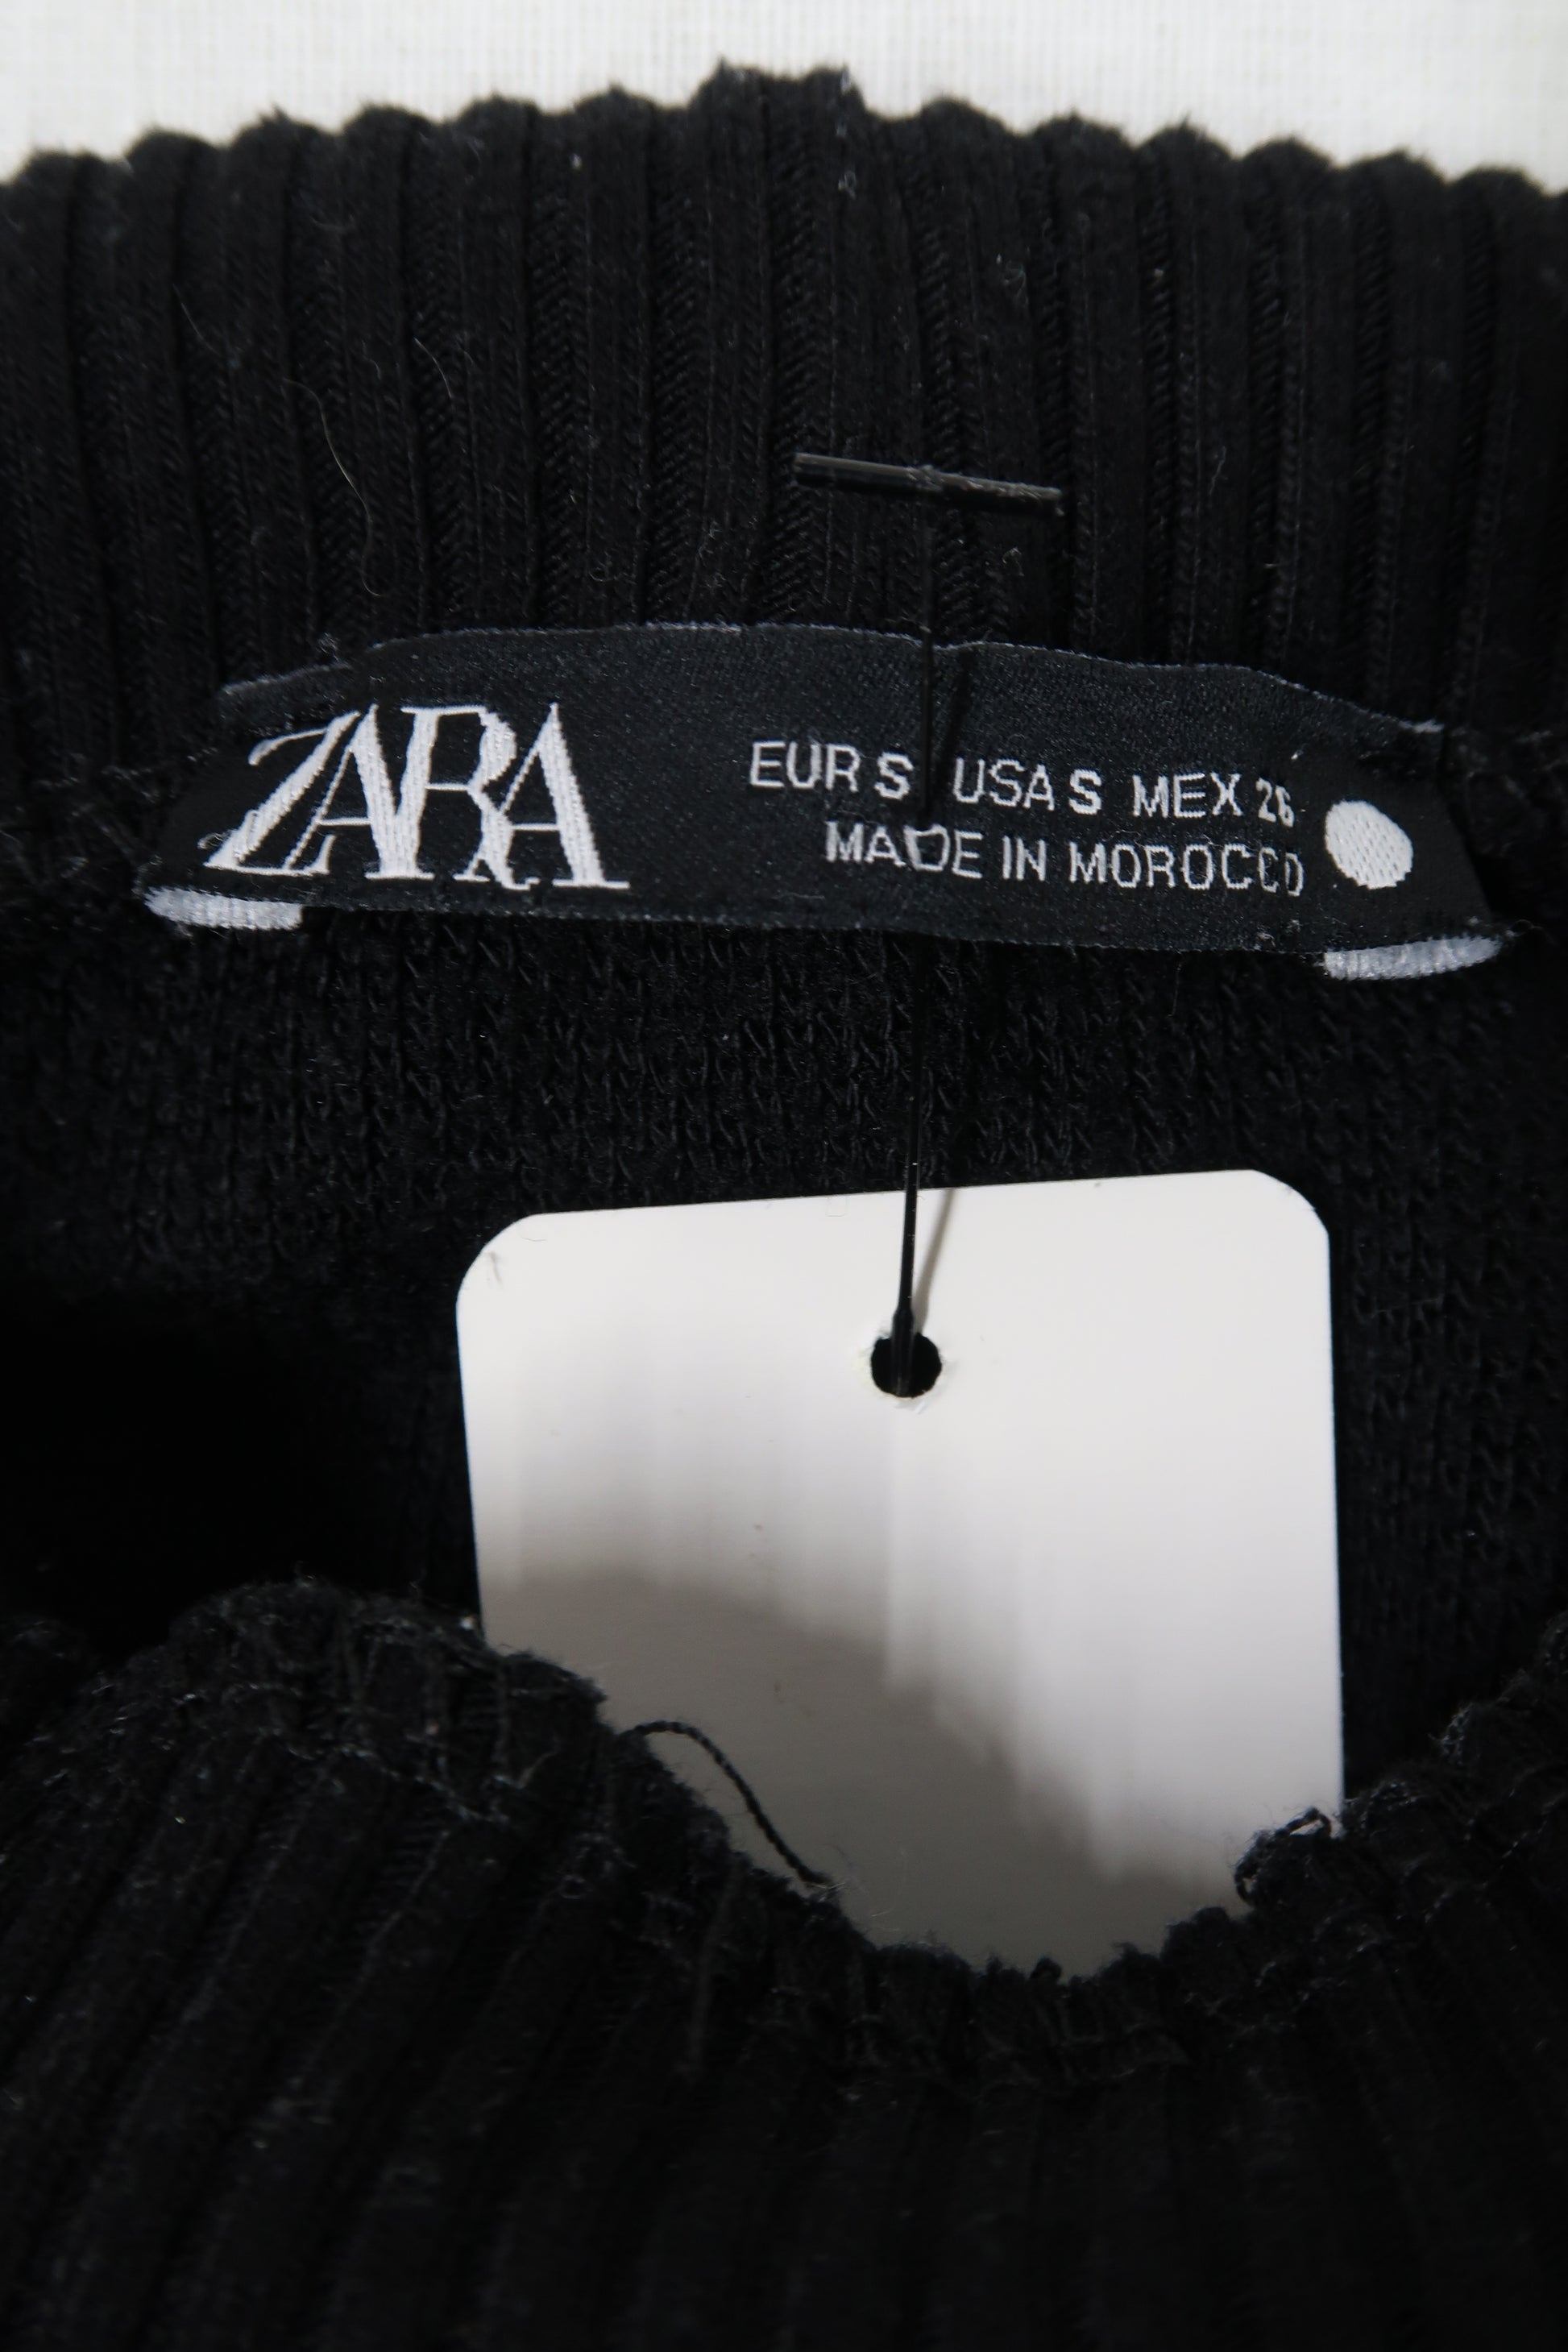 ZARA
EUR S USA S MEX 26
MADE IN MOROCCO